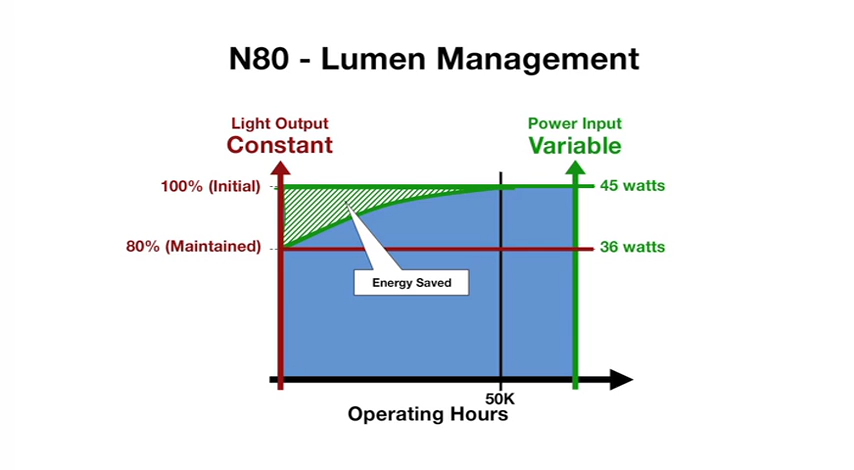 N80 - Lumen Management
Light Output
Constant
Power Input
Variable
100% (Initial)
45 watts
80% (Maintained)
36 watts
Energy Saved
50K
Operating Hours